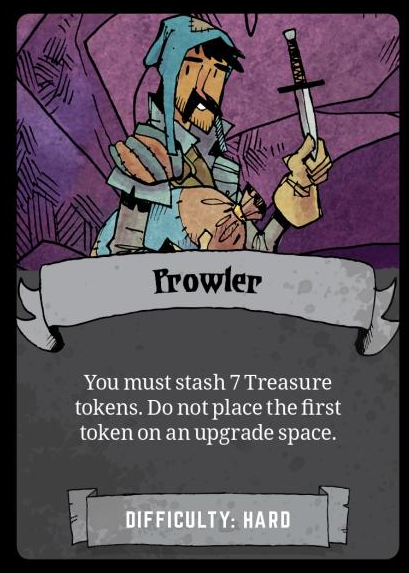 Prowler
You must stash 7 Treasure
tokens. Do not place the first
token on an upgrade space.
DIFFICULTY: HARD